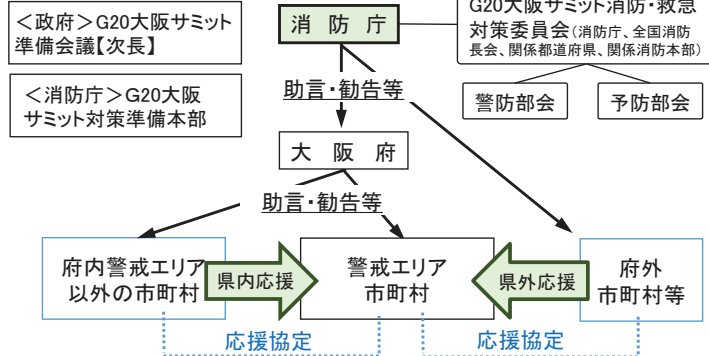 <政府>G20大阪サミット
準備会議【次長】
<消防庁>G20大阪
サミット対策準備本部
消防庁
G20大阪サミット消防・救急
対策委員会(消防庁、全国消防
長会、関係都道府県、関係消防本部)
警防部会
予防部会
助言・勧告等
大阪府
助言・勧告等
府内警戒エリア
以外の市町村
県内応援
警戒エリア
市町村
県外応援
府外
市町村等
応援協定
応援協定